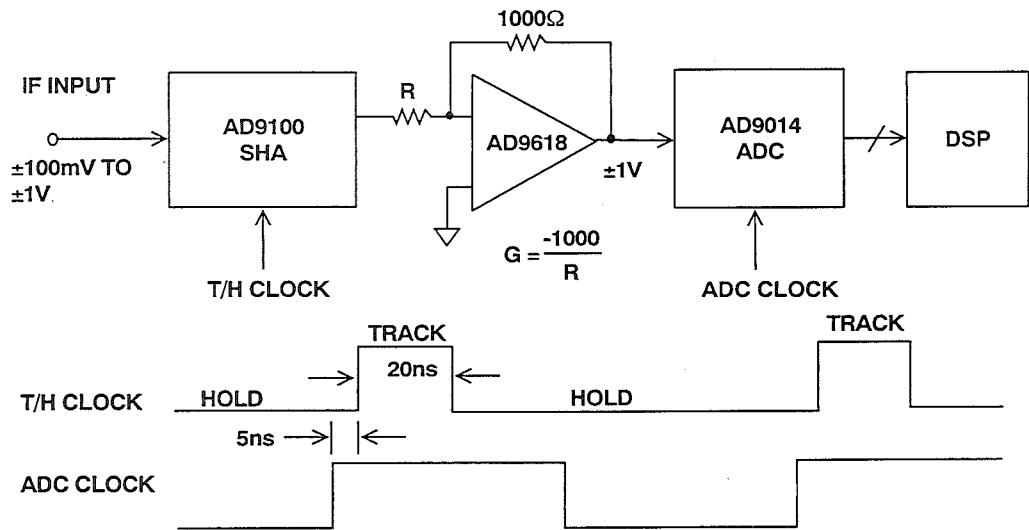 1000Ω
IF INPUT
R
AD9100
SHA
AD9618
AD9014
ADC
DSP
±100mV TO
±1V
±1V
G = -1000
R
T/H CLOCK
ADC CLOCK
TRACK
TRACK
20ns
T/H CLOCK
HOLD
HOLD
5ns
ADC CLOCK